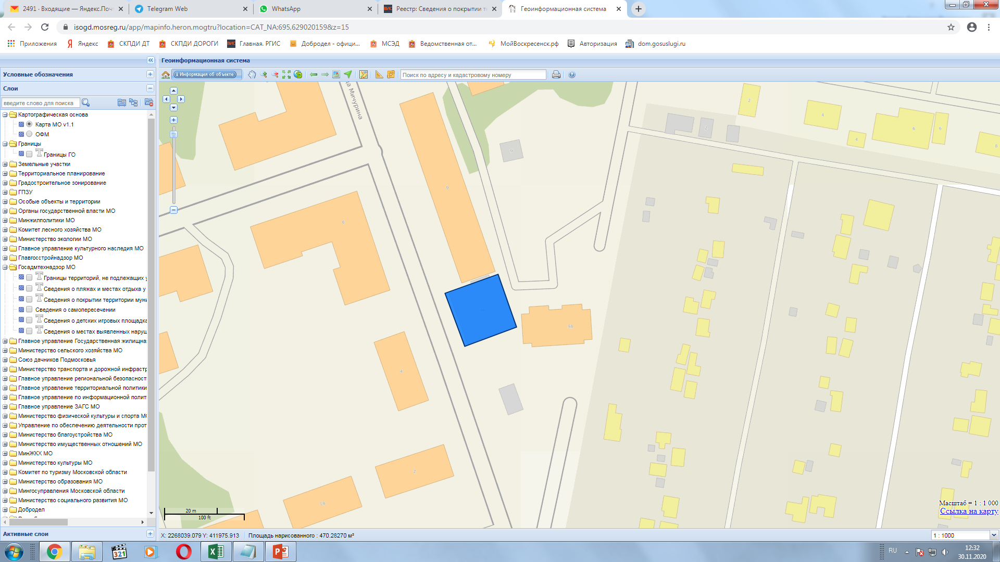 2491 · Входящие — Яндекс.Поч
Telegram Web
WhatsApp
Реестр: Сведения о покрытии т
Геоинформационная система
isogd.mosreg.ru/app/mapinfo.heron.mogtru?location=CAT_NA:695,629020159&z=15
Приложения
Яндекс
СКПДИ ДТ
СКПДИ ДОРОГИ
ВИС Главная. РГИС
Добродел - офици...
МСЭД
Ведомственная от...
МойВоскресенск.рф
Авторизация
dom.gosuslugi.ru
Геоинформационная система
Условные обозначения
Информация об объекте
Поиск по адресу и кадастровому номеру
Слои
введите слово для поиска
Картографическая основа
Карта МО v1.1
ОФМ
Границы
Границы ГО
Земельные участки
Территориальное планирование
Градостроительное зонирование
ГПЗУ
Особые объекты и территории
Органы государственной власти МО
Минжилполитики МО
Комитет лесного хозяйства МО
Министерство экологии МО
Главное управление культурного наследия МО
Главгосстройнадзор МО
Госадмтехнадзор МО
Границы территорий, не подлежащих у
Сведения о пляжах и местах отдыха у
Сведения о покрытии территории муни
Сведения о самопересечении
Сведения о детских игровых площадка
Сведения о местах выявленных наруш
Главное управление Государственная жилищна
Министерство сельского хозяйства МО
Союз дачников Подмосковья
Министерство транспорта и дорожной инфрастр
Главное управление региональной безопасност
Главное управление территориальной политики
Главное управление по информационной полит
Главное управление ЗАГС МО
Министерство физической культуры и спорта МО
Управление по обеспечению деятельности прот
Министерство благоустройства МО
Министерство имущественных отношений МО
МинЖКХ МО
Министерство культуры МО
Комитет по туризму Московской области
Министерство образования МО
Мингосуправления Московской области
Министерство социального развития МО
Добродел
Активные слои
ца Мичурина
2
4
4
6
6
8
2
9
9
6
9А
4
2
1А
20 m
100 ft
Масштаб = 1 : 1 000
Ссылка на карту
X: 2268039.079 Y: 411975.913
Площадь нарисованного : 470.28270 м²
1 : 1000
321
RU
12:32
30.11.2020